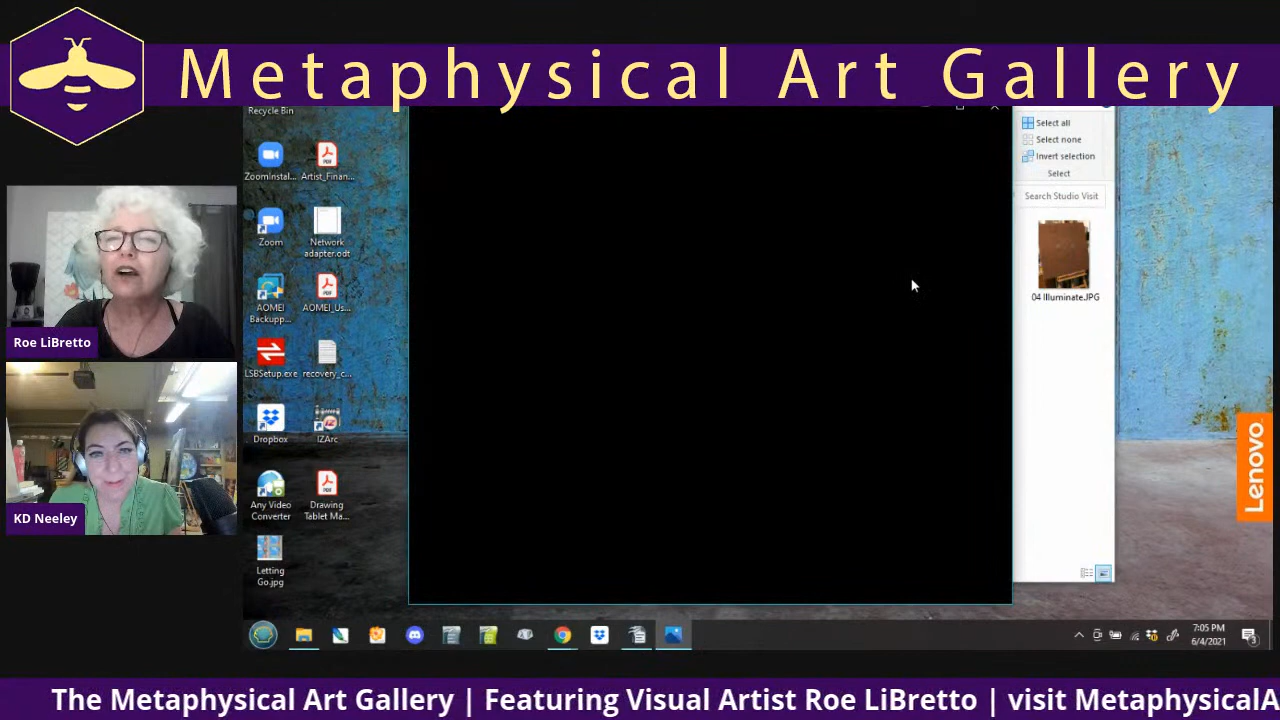 Metaphysical Art Gallery
Recycle Bin
ZoomInstal...
Artist_Finan...
Zoom
Network
adapter.odt
AOMEI
Backupp...
AOMEI_Us...
LSBSetup.exe
recovery_c...
Dropbox
IZArc
Any Video
Converter
Drawing
Tablet Ma...
Letting
Go.jpg
Select all
Select none
Invert selection
Select
Search Studio Visit
04 Illuminate.JPG
Lenovo
Roe LiBretto
KD Neeley
7:05 PM
6/4/2021
3
The Metaphysical Art Gallery | Featuring Visual Artist Roe LiBretto | visit MetaphysicalA